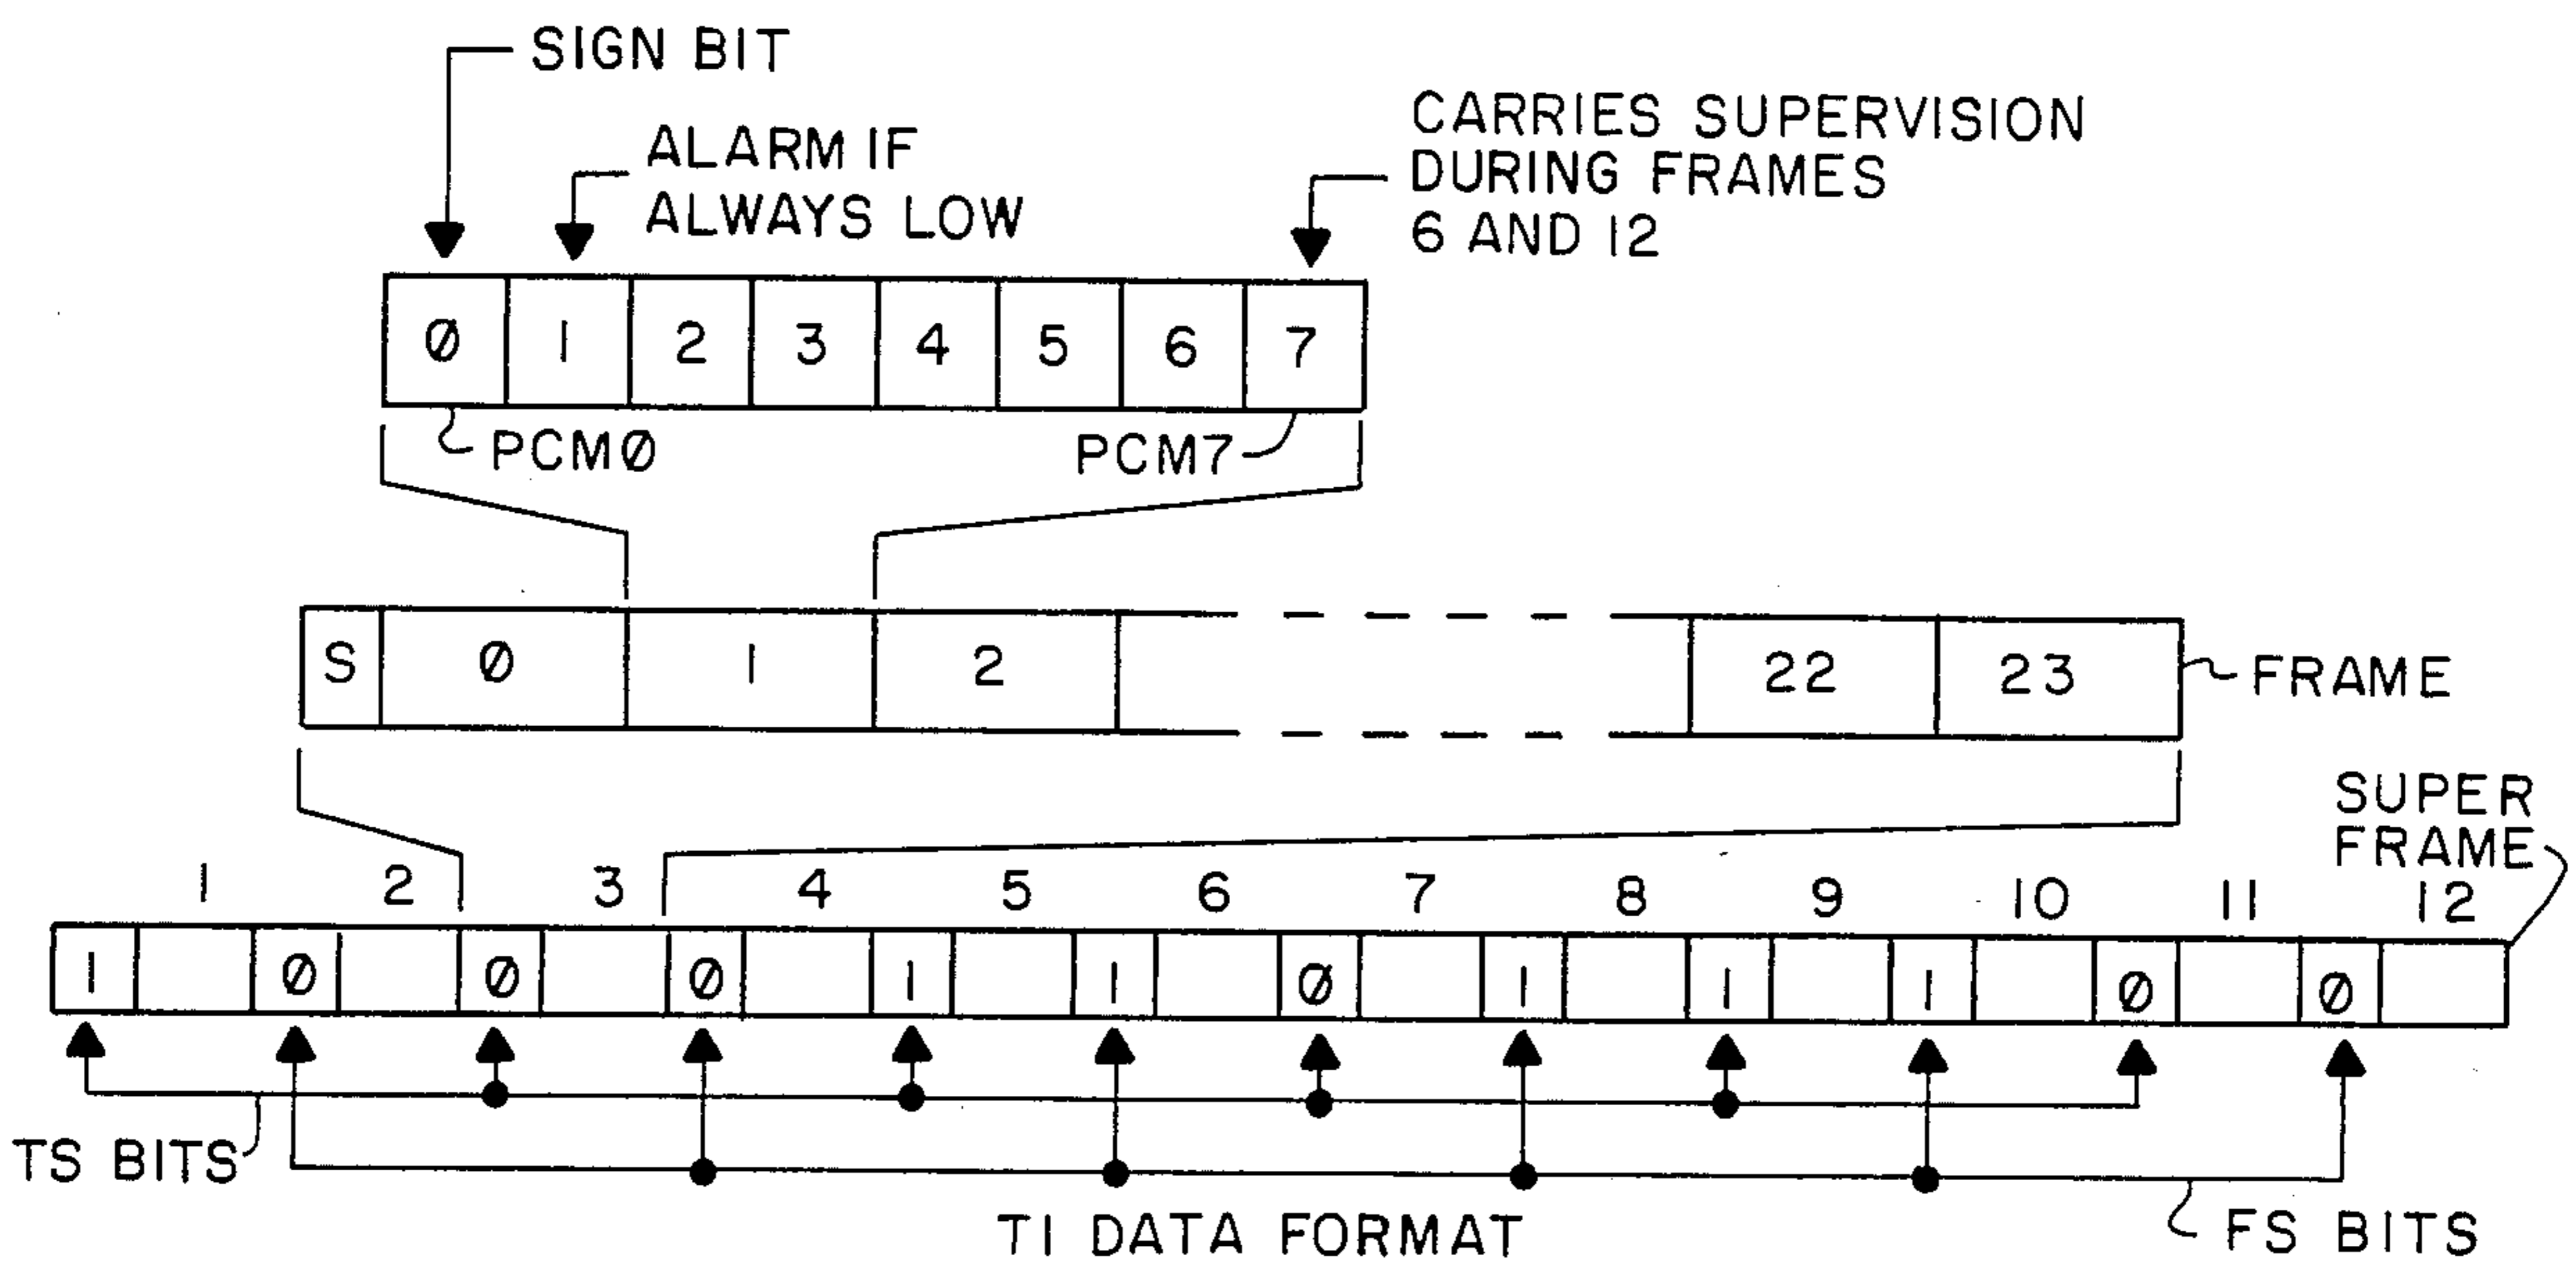 SIGN BIT
ALARM IF
ALWAYS LOW
CARRIES SUPERVISION
DURING FRAMES
6 AND 12
Ø 1 2 3 4 5 6 7
PCMØ
PCM7
S Ø 1 2 22 23
FRAME
SUPER
FRAME
1 2 3 4 5 6 7 8 9 10 11 12
1 Ø Ø Ø 1 1 Ø 1 1 1 Ø Ø
TS BITS
FS BITS
T1 DATA FORMAT